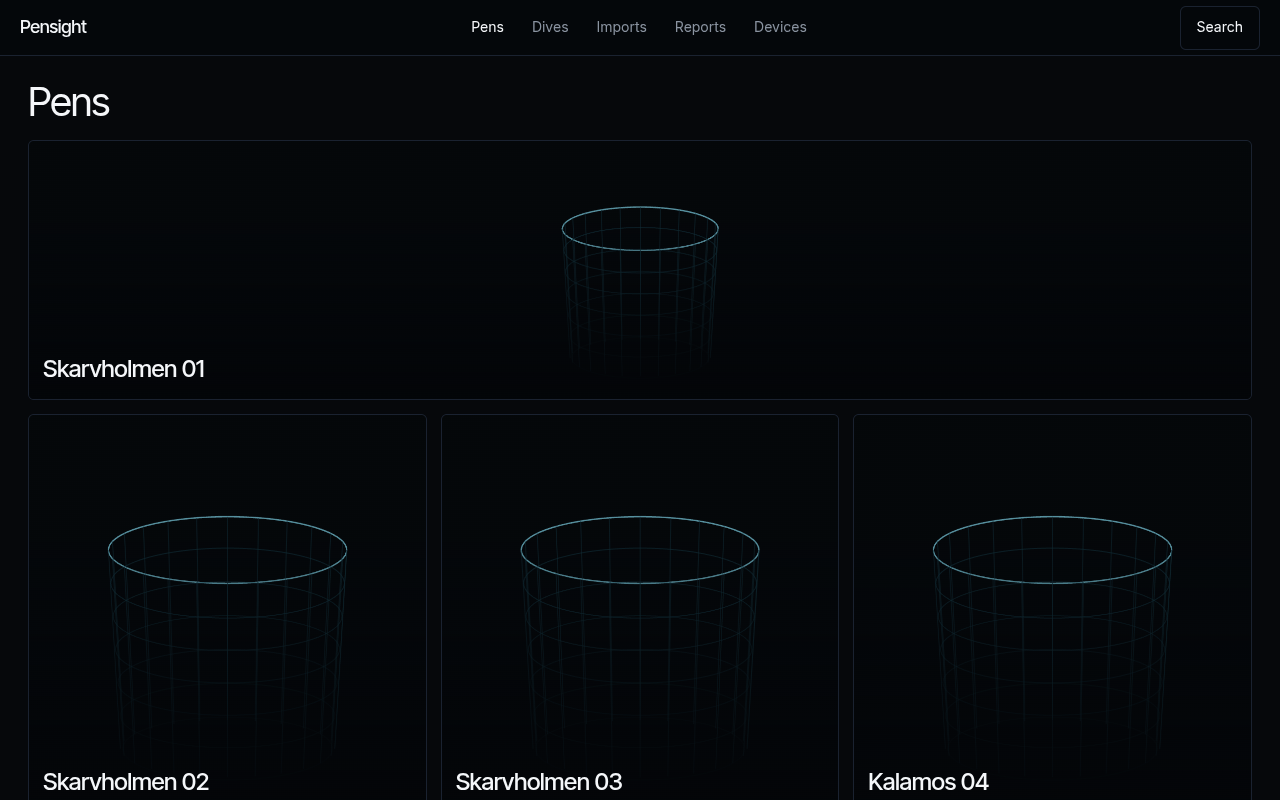 Pensight
Pens
Dives
Imports
Reports
Devices
Search
Pens
Skarvholmen 01
Skarvholmen 02
Skarvholmen 03
Kalamos 04